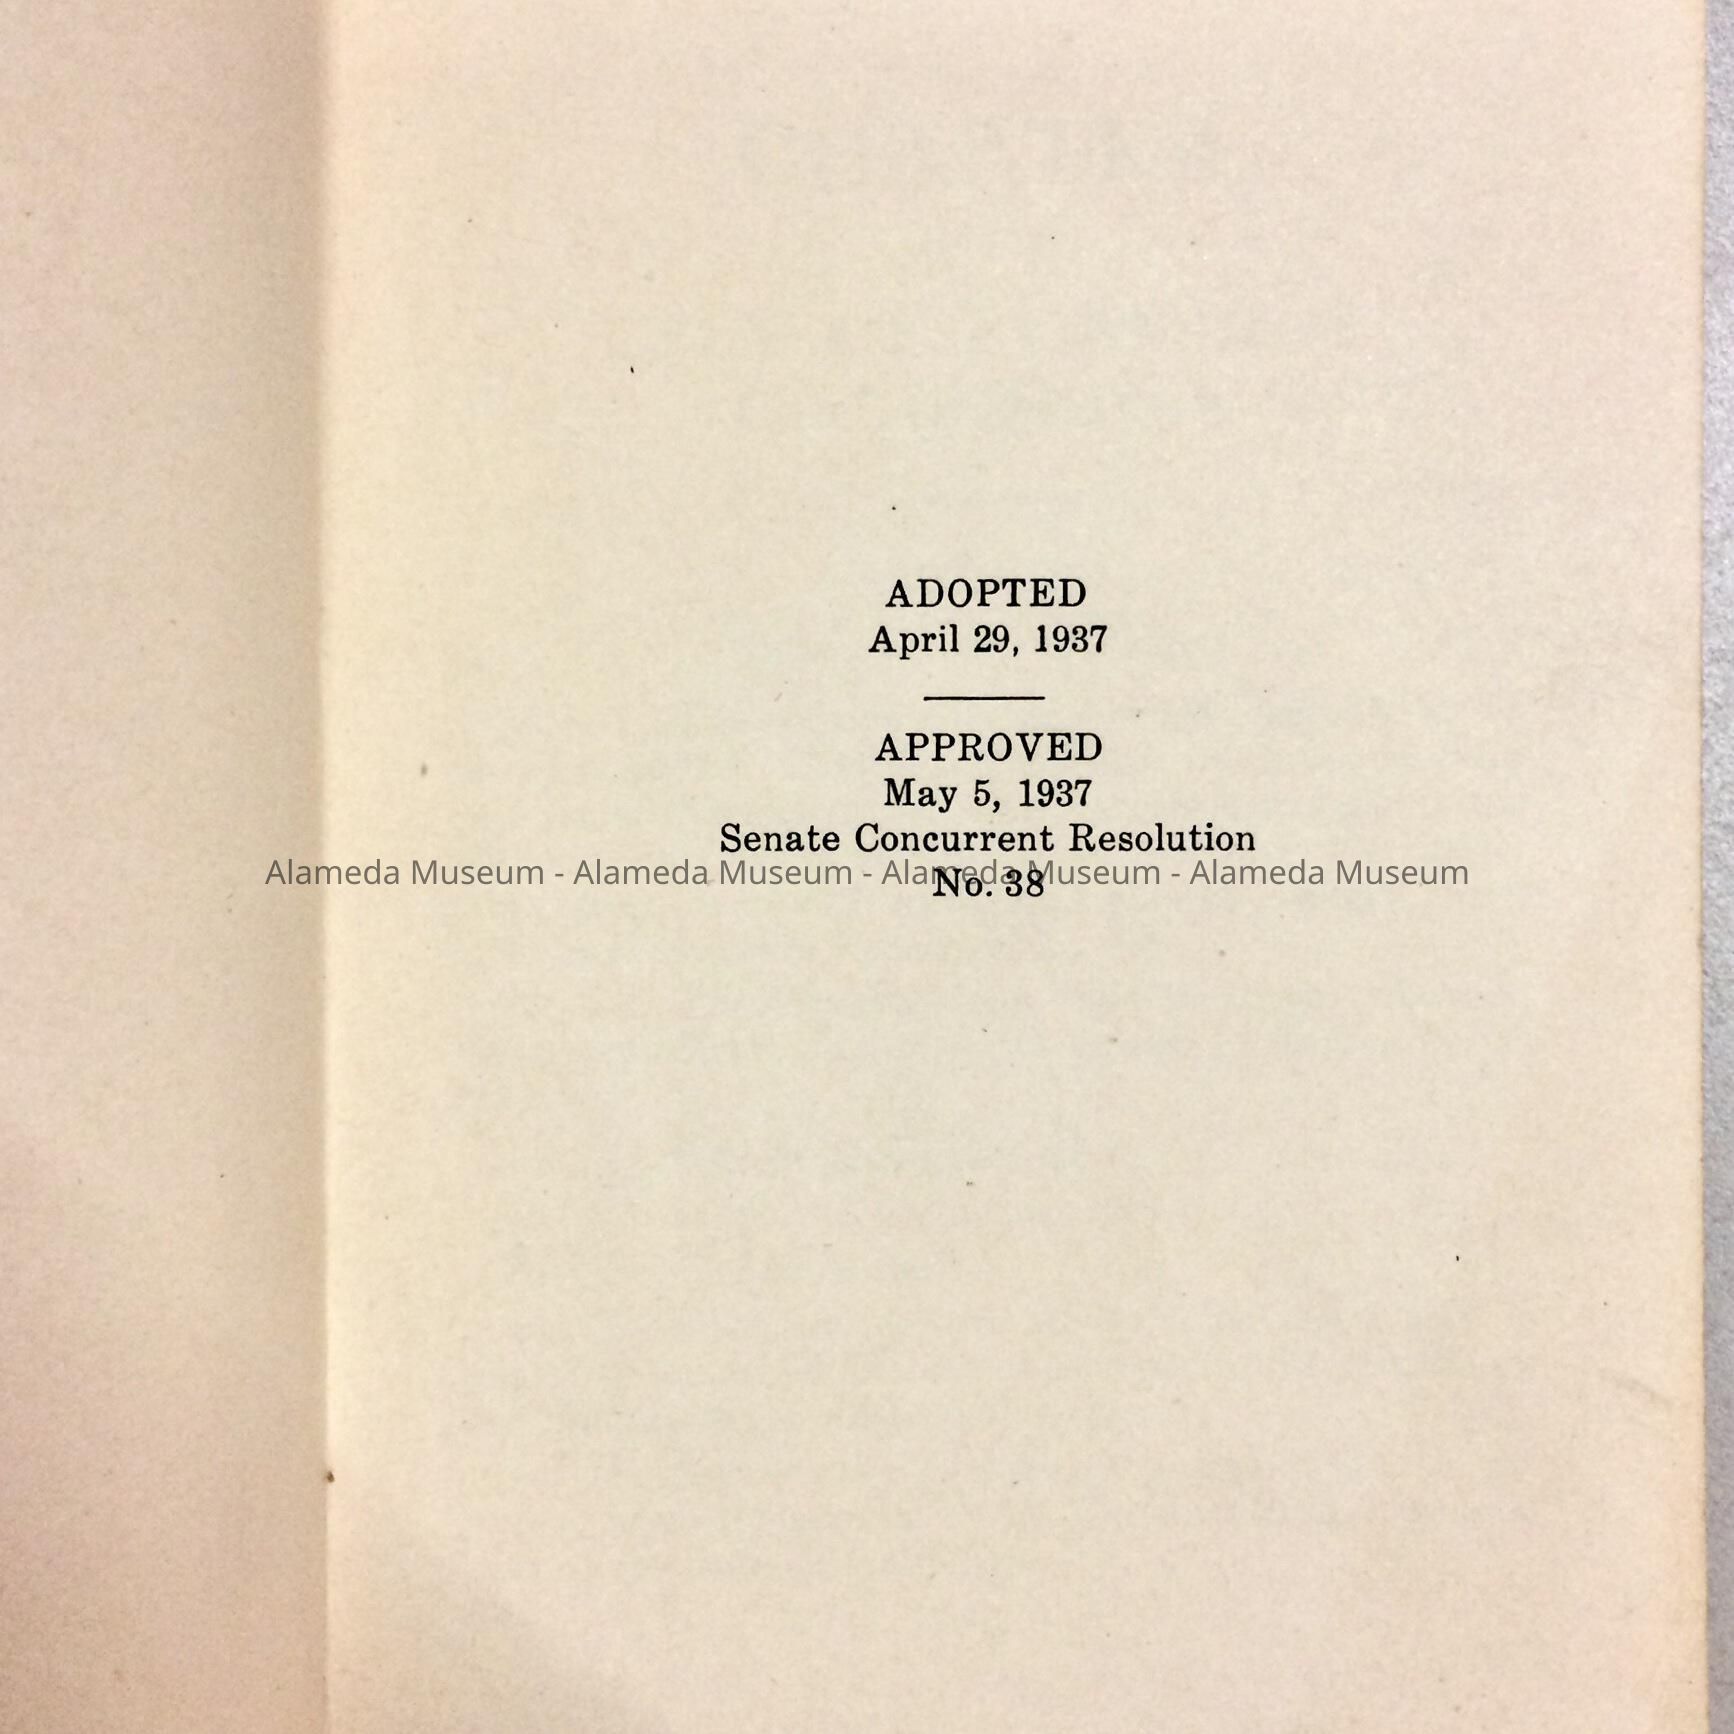 ADOPTED
April 29, 1937
APPROVED
May 5, 1937
Senate Concurrent Resolution
Alameda Museum - Alameda Museum - Alameda Museum - Alameda Museum
No. 38